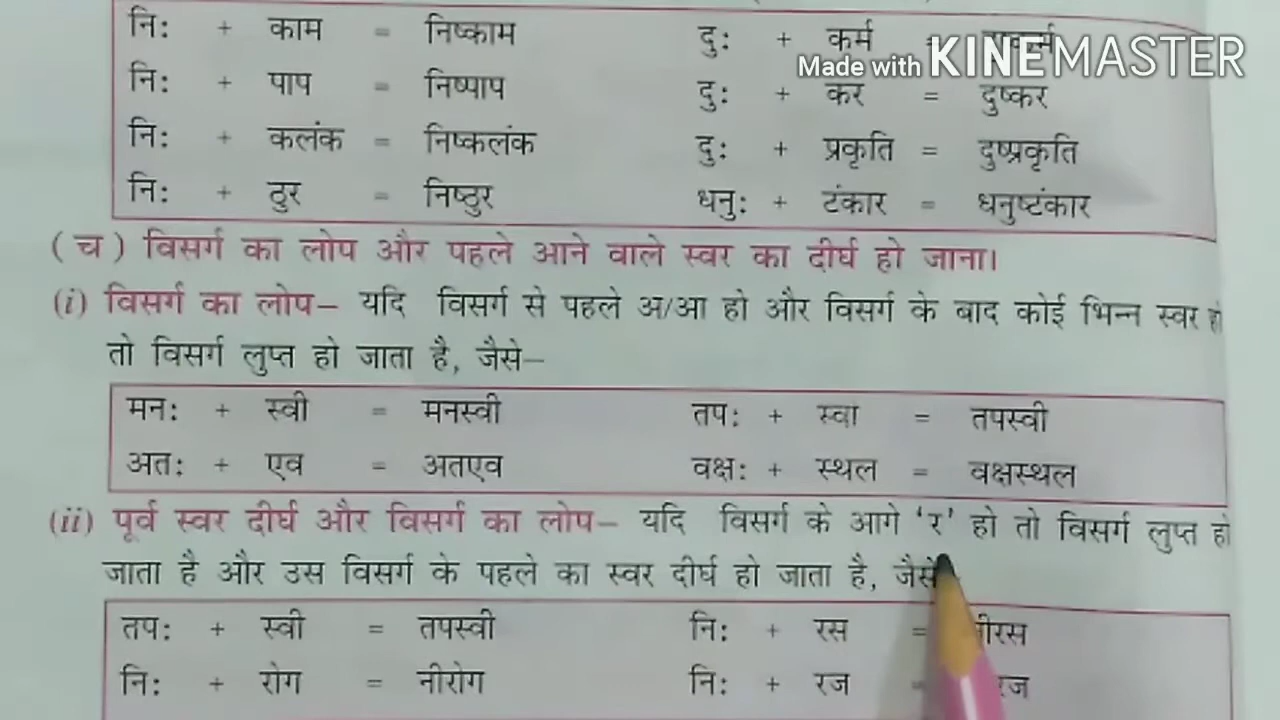 निः + काम = निष्काम दुः + कर्म
Made with KINEMASTER
निः + पाप = निष्पाप दुः + कर = दुष्कर
निः + कलंक = निष्कलंक दुः + प्रकृति = दुष्प्रकृति
निः + ठुर = निष्ठुर धनुः + टंकार = धनुष्टंकार
(च) विसर्ग का लोप और पहले आने वाले स्वर का दीर्घ हो जाना।
(i) विसर्ग का लोप– यदि विसर्ग से पहले अ/आ हो और विसर्ग के बाद कोई भिन्न स्वर हो
तो विसर्ग लुप्त हो जाता है, जैसे–
मनः + स्वी = मनस्वी तपः + स्वा = तपस्वी
अतः + एव = अतएव वक्षः + स्थल = वक्षस्थल
(ii) पूर्व स्वर दीर्घ और विसर्ग का लोप– यदि विसर्ग के आगे ‘र’ हो तो विसर्ग लुप्त हो
जाता है और उस विसर्ग के पहले का स्वर दीर्घ हो जाता है, जैसे–
तपः + स्वी = तपस्वी निः + रस = नीरस
निः + रोग = नीरोग निः + रज =